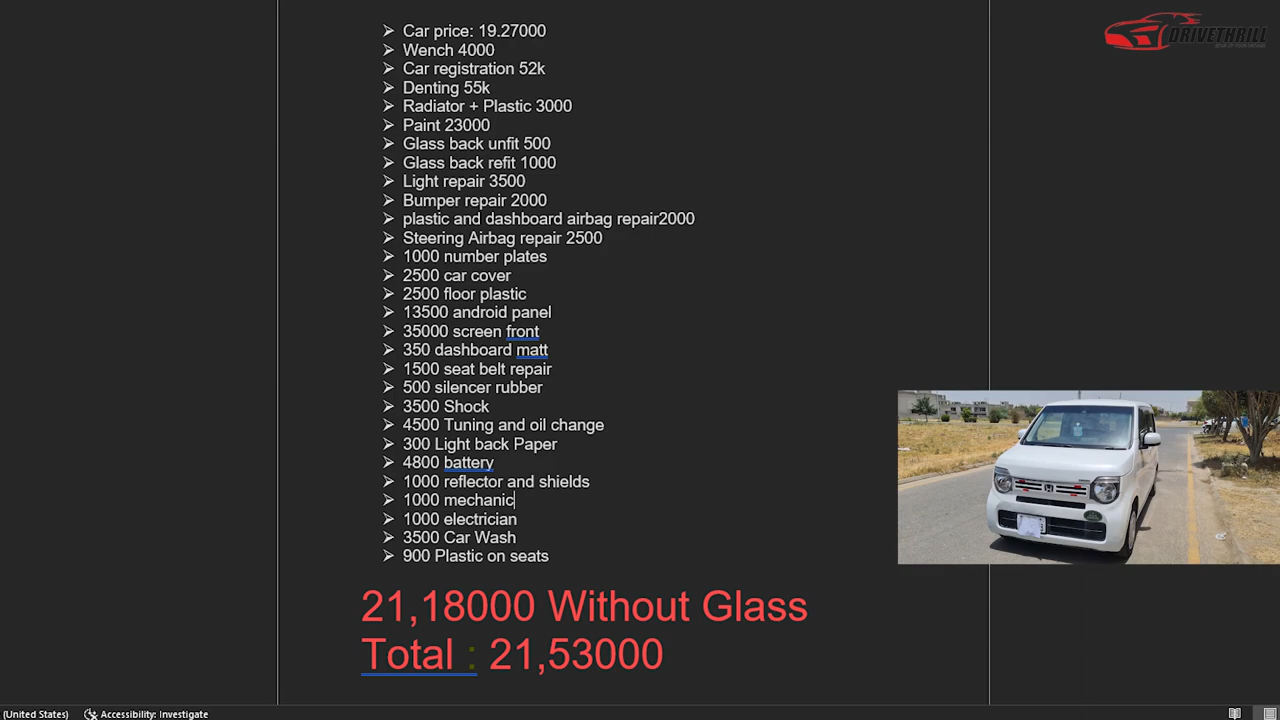 DRIVETHRILL
Car price: 19.27000
Wench 4000
Car registration 52k
Denting 55k
Radiator + Plastic 3000
Paint 23000
Glass back unfit 500
Glass back refit 1000
Light repair 3500
Bumper repair 2000
plastic and dashboard airbag repair2000
Steering Airbag repair 2500
1000 number plates
2500 car cover
2500 floor plastic
13500 android panel
35000 screen front
350 dashboard matt
1500 seat belt repair
500 silencer rubber
3500 Shock
4500 Tuning and oil change
300 Light back Paper
4800 battery
1000 reflector and shields
1000 mechanic
1000 electrician
3500 Car Wash
900 Plastic on seats
21,18000 Without Glass
Total : 21,53000
(United States) Accessibility: Investigate